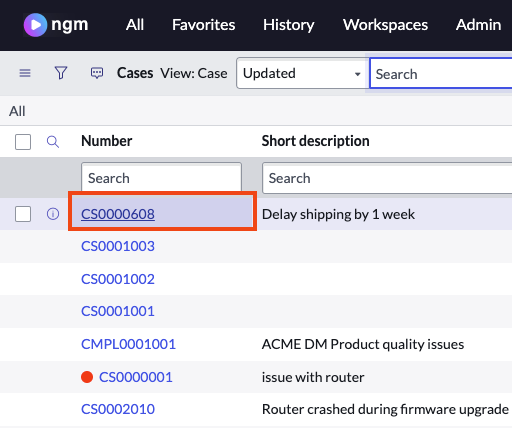 ngm All Favorites History Workspaces Admin
Cases View: Case Updated Search
All
Number Short description
Search Search
CS0000608 Delay shipping by 1 week
CS0001003
CS0001002
CS0001001
CMPL0001001 ACME DM Product quality issues
CS0000001 issue with router
CS0002010 Router crashed during firmware upgrade